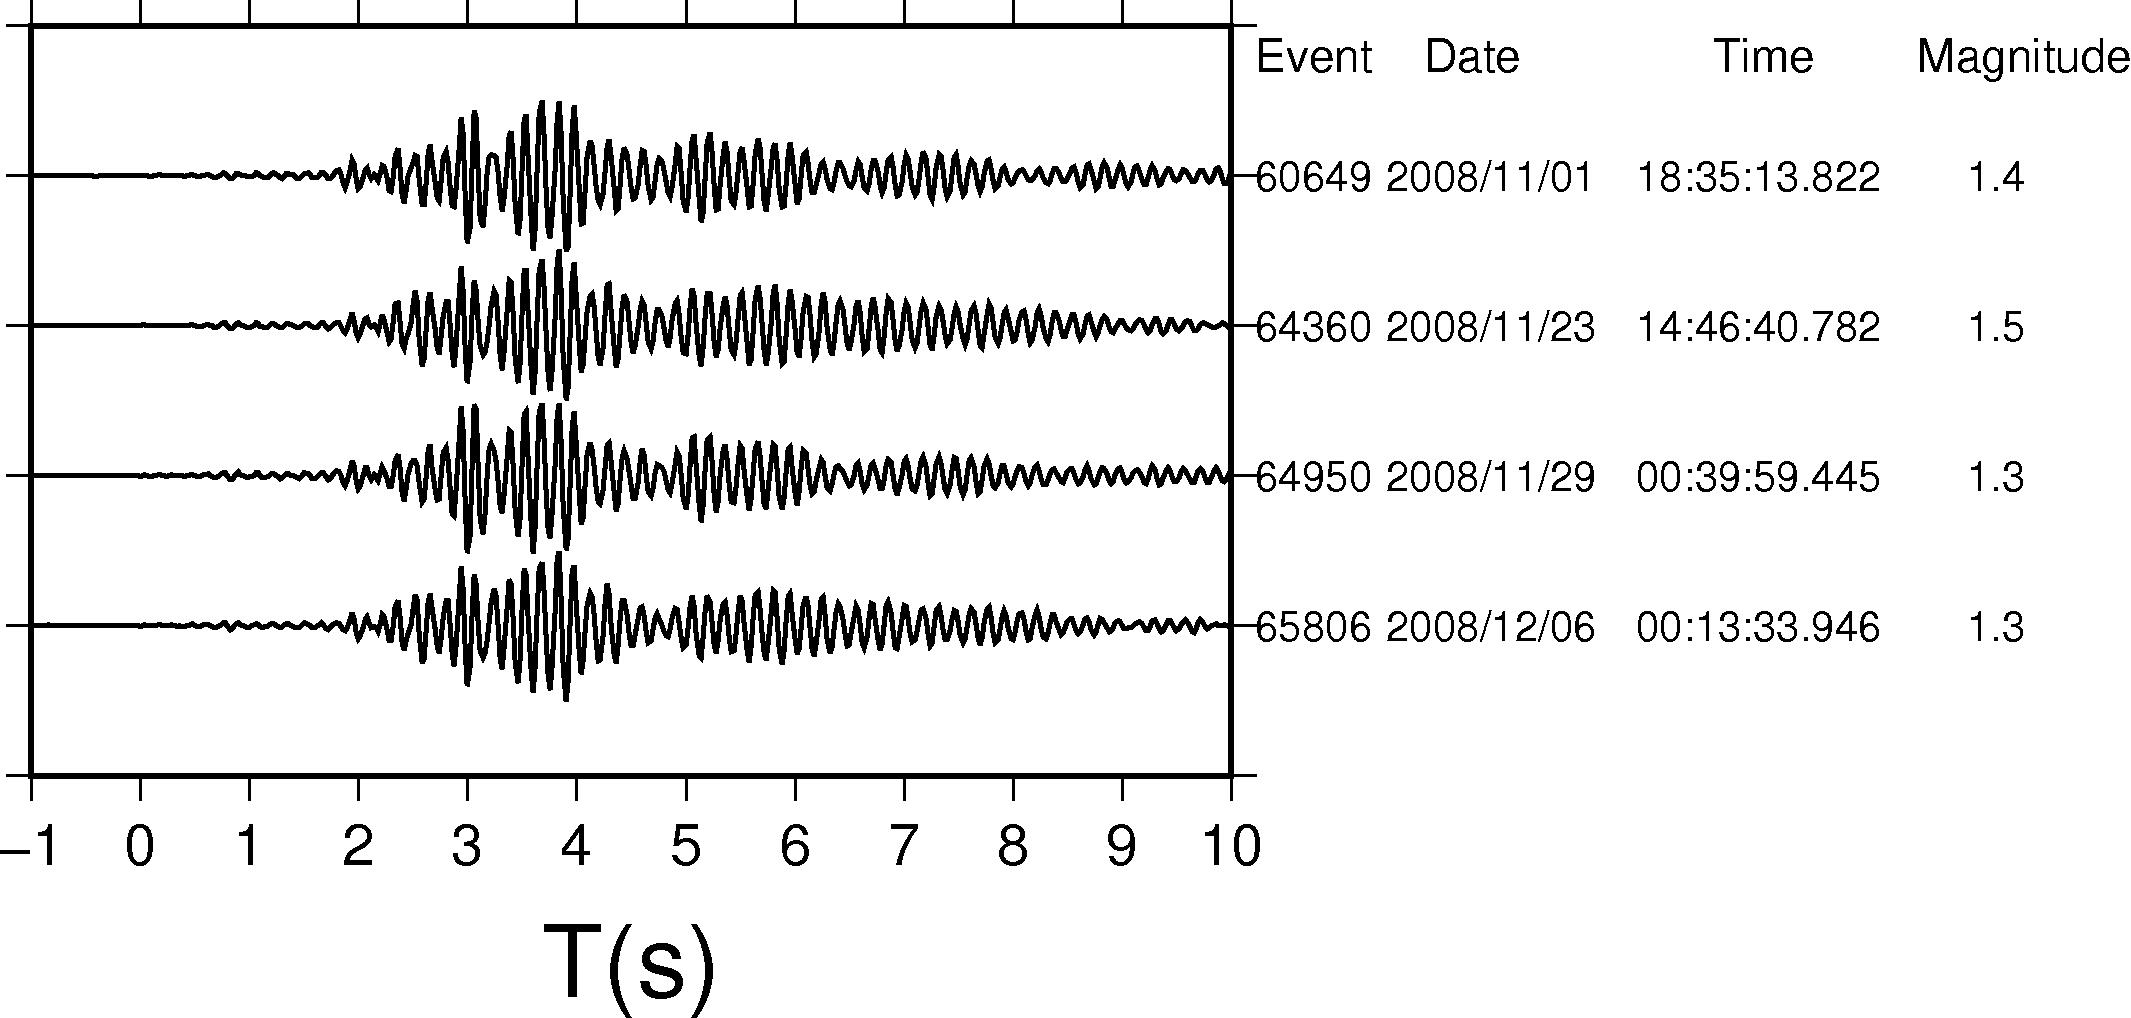 Event Date Time Magnitude
60649 2008/11/01 18:35:13.822 1.4
64360 2008/11/23 14:46:40.782 1.5
64950 2008/11/29 00:39:59.445 1.3
65806 2008/12/06 00:13:33.946 1.3
−1 0 1 2 3 4 5 6 7 8 9 10
T(s)